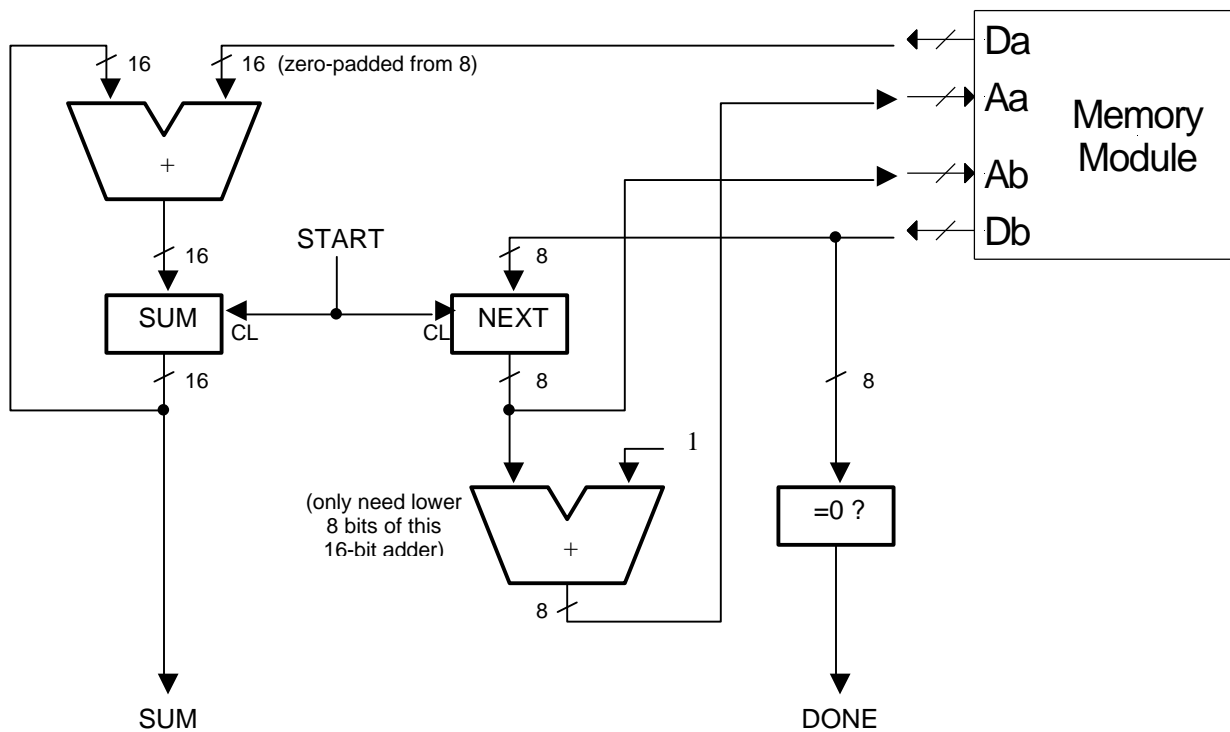 16
16 (zero-padded from 8)
Da
Aa
Memory
Module
Ab
Db
+
START
16
8
SUM
CL
CL
NEXT
16
8
8
1
(only need lower
8 bits of this
16-bit adder)
+
=0 ?
8
SUM
DONE